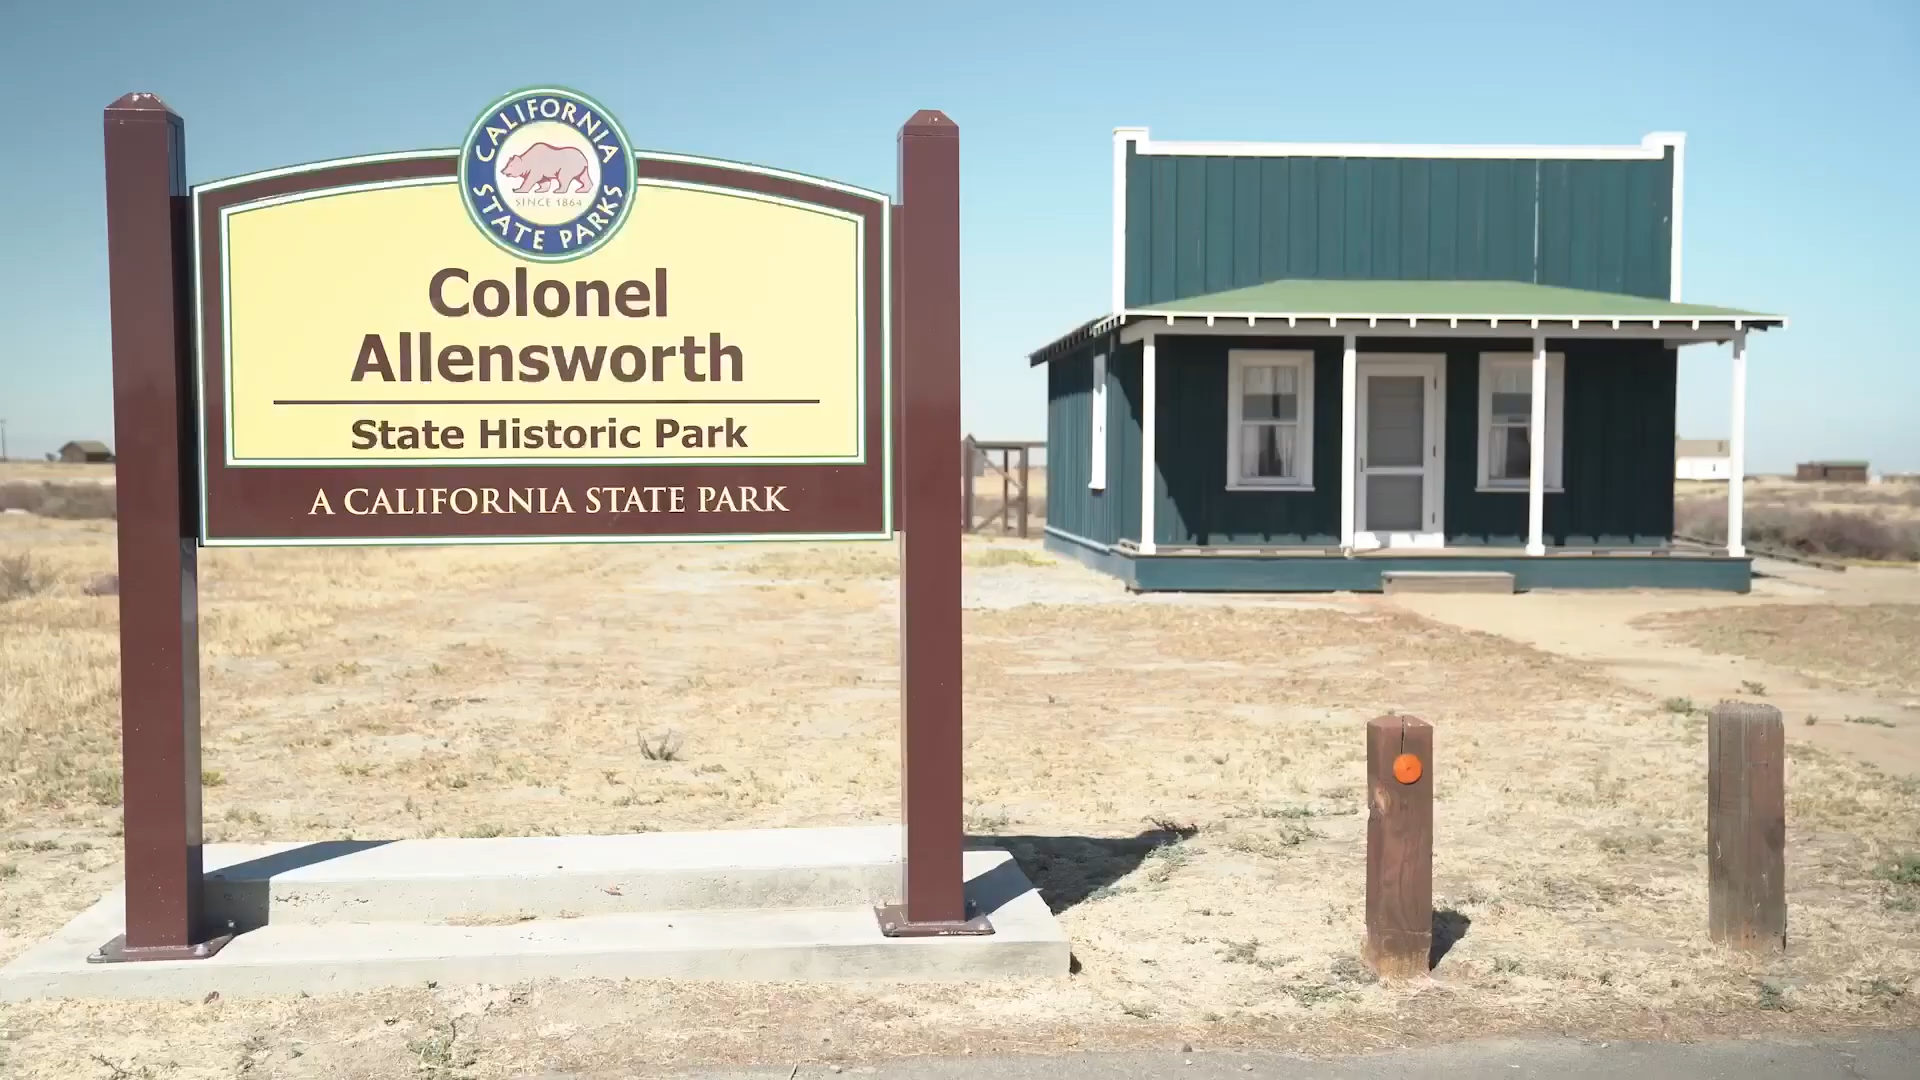 CALIFORNIA
SINCE 1864
STATE PARKS
Colonel
Allensworth
State Historic Park
A CALIFORNIA STATE PARK